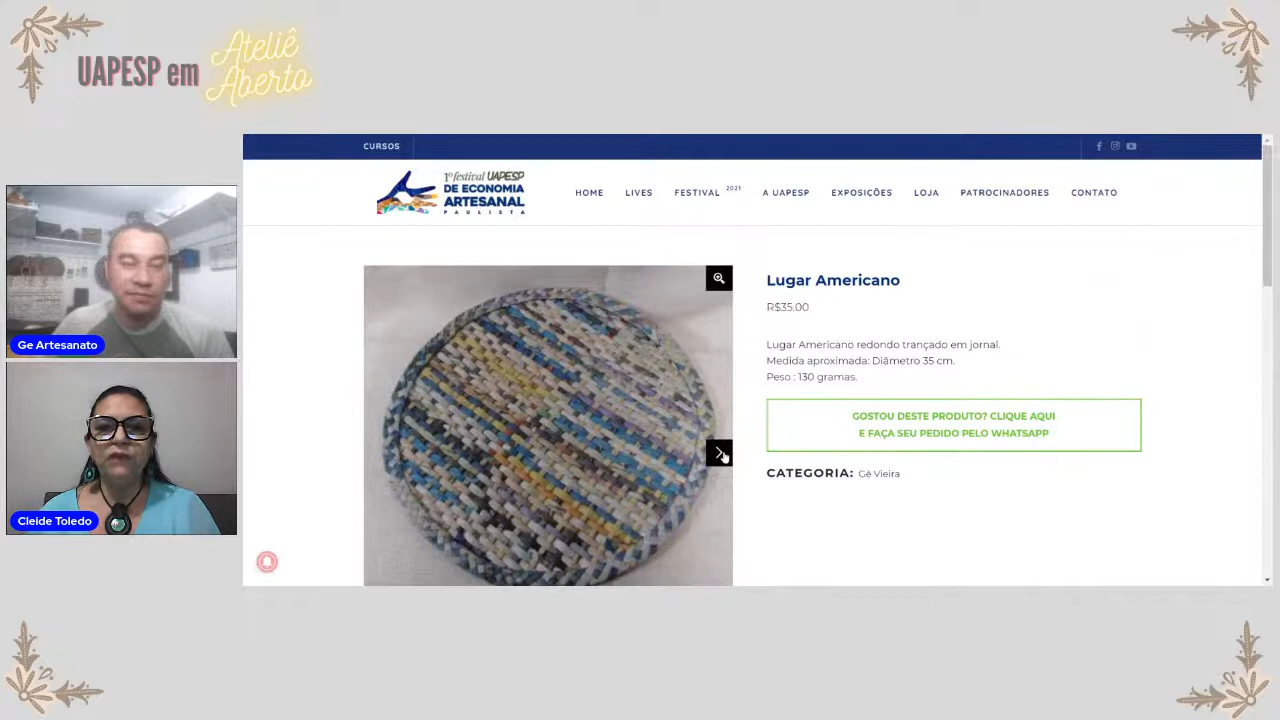 UAPESP em Ateliê
Aberto
CURSOS
1º festival UAPESP
DE ECONOMIA
ARTESANAL
PAULISTA
HOME LIVES FESTIVAL 2021 A UAPESP EXPOSIÇÕES LOJA PATROCINADORES CONTATO
Lugar Americano
R$35.00
Lugar Americano redondo trançado em jornal.
Medida aproximada: Diâmetro 35 cm.
Peso : 130 gramas.
GOSTOU DESTE PRODUTO? CLIQUE AQUI
E FAÇA SEU PEDIDO PELO WHATSAPP
CATEGORIA: Gê Vieira
Ge Artesanato
Cleide Toledo